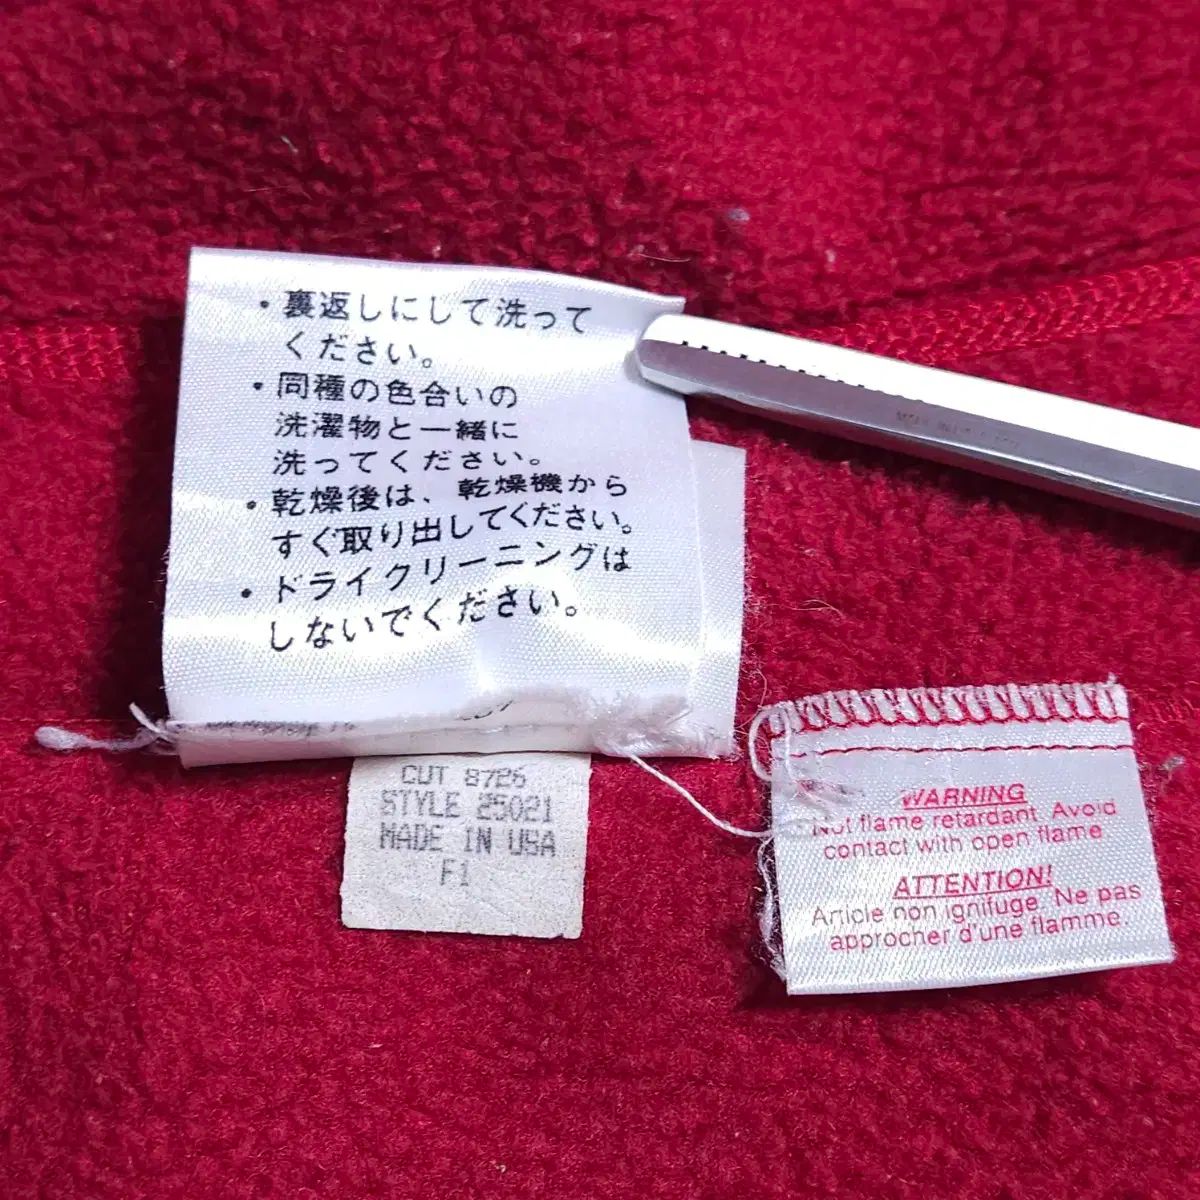 ・裏返しにして洗って
ください。
・同種の色合いの
洗濯物と一緒に
洗ってください。
・乾燥後は、乾燥機から
すぐ取り出してください。
・ドライクリーニングは
しないでください。
CUT 8726
STYLE 25021
MADE IN USA
F1
WARNING
Not flame retardant. Avoid
contact with open flame
ATTENTION!
Article non ignifuge. Ne pas
approcher d'une flamme.